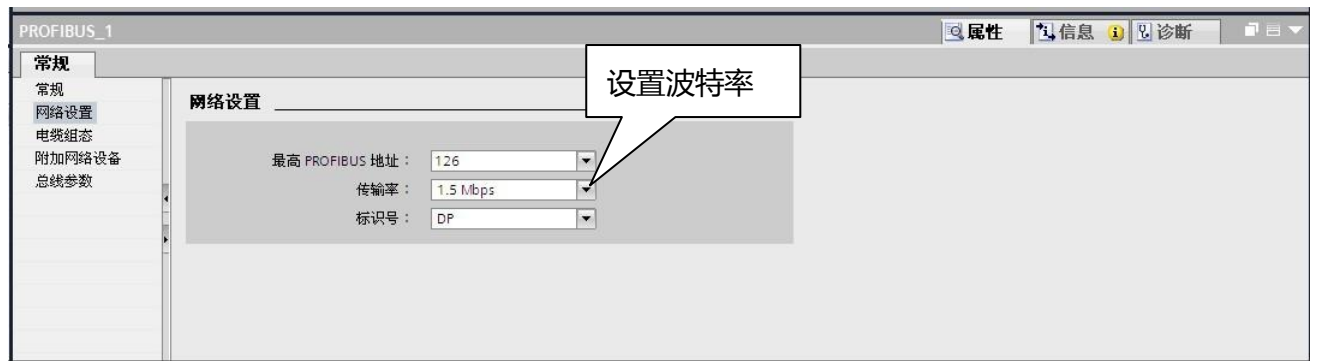 PROFIBUS_1
属性
信息
诊断
常规
常规
网络设置
电缆组态
附加网络设备
总线参数
网络设置
设置波特率
最高 PROFIBUS 地址：
126
传输率：
1.5 Mbps
标识号：
DP